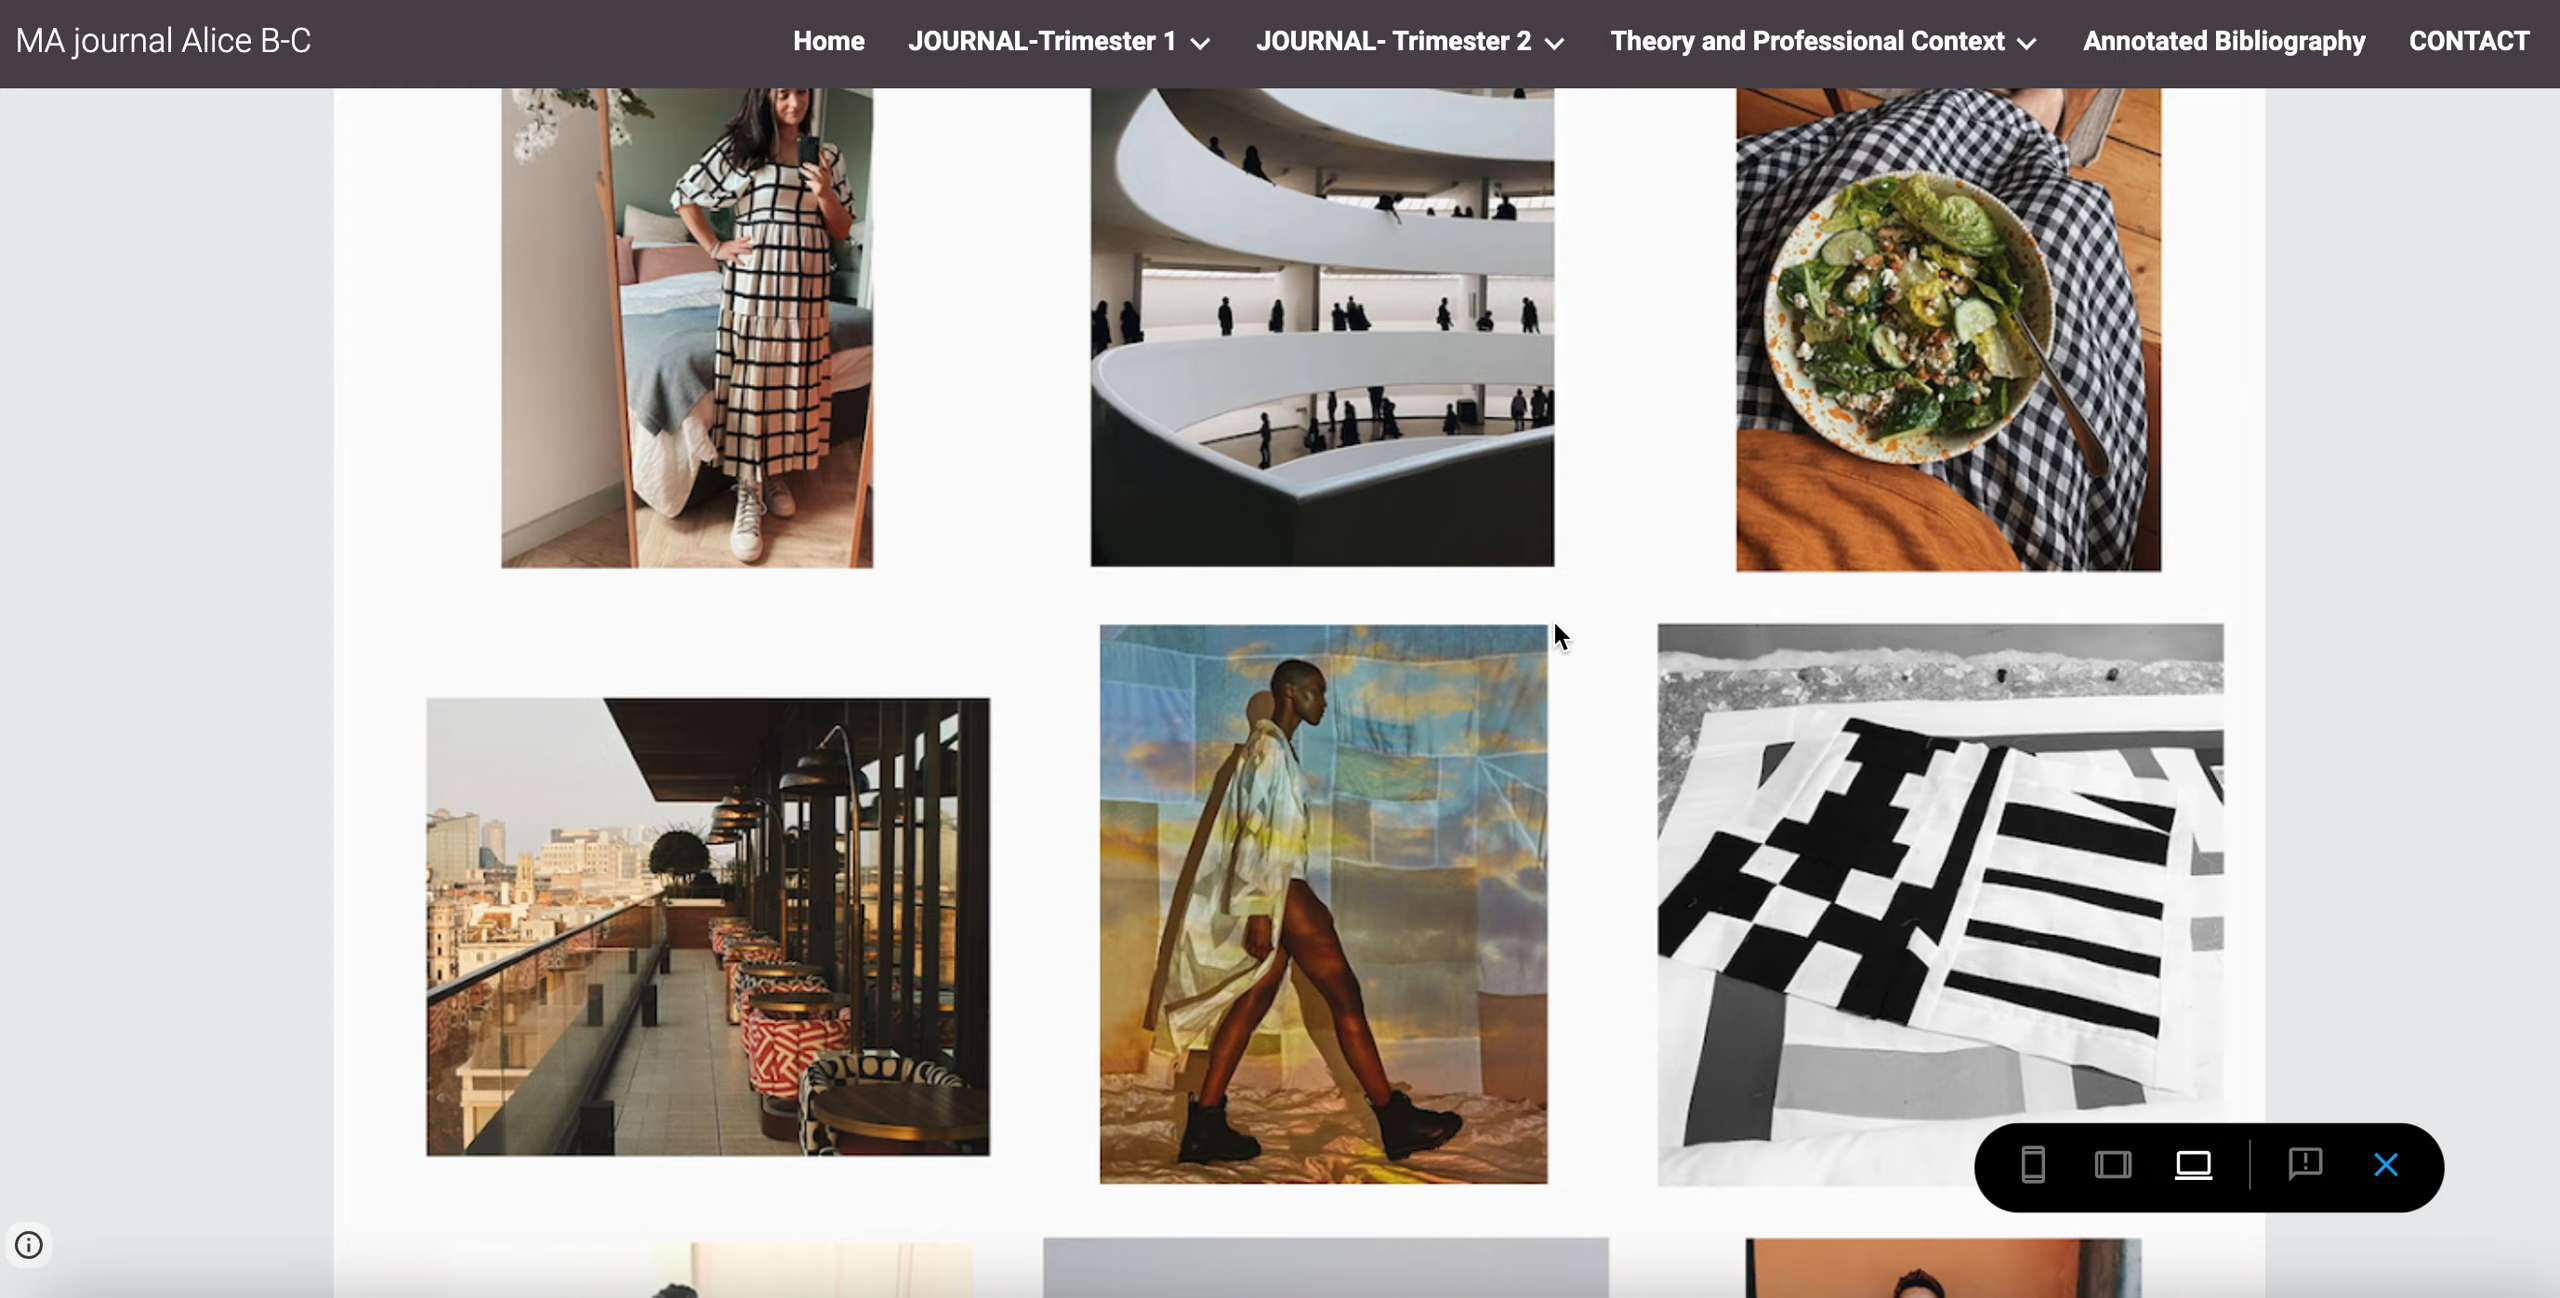 MA journal Alice B-C
Home
JOURNAL-Trimester 1
JOURNAL- Trimester 2
Theory and Professional Context
Annotated Bibliography
CONTACT